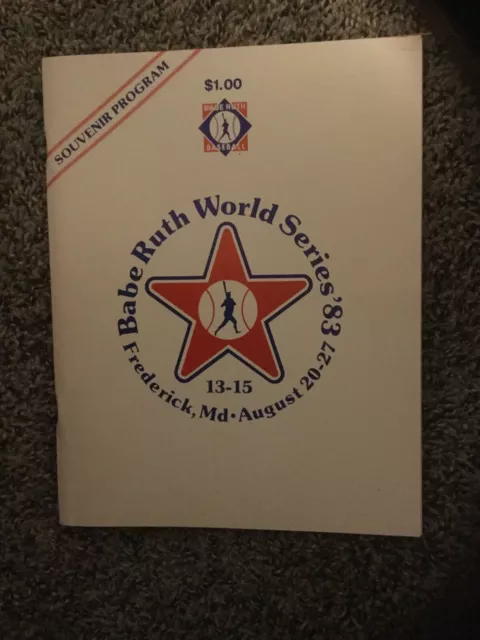 SOUVENIR PROGRAM
$1.00
BABE RUTH
BASEBALL
Babe Ruth World Series '83
13-15
Frederick, Md • August 20-27